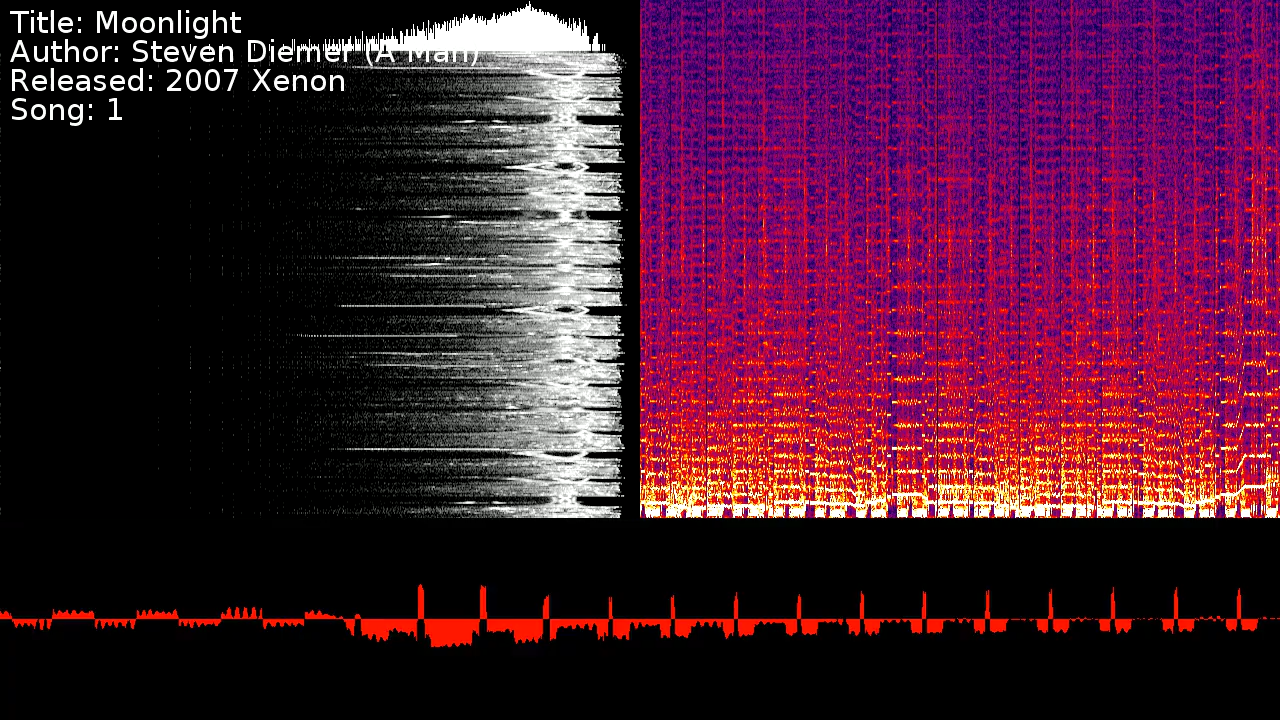 Title: Moonlight
Author: Steven Diemer (A Man)
Released: 2007 Xenon
Song: 1